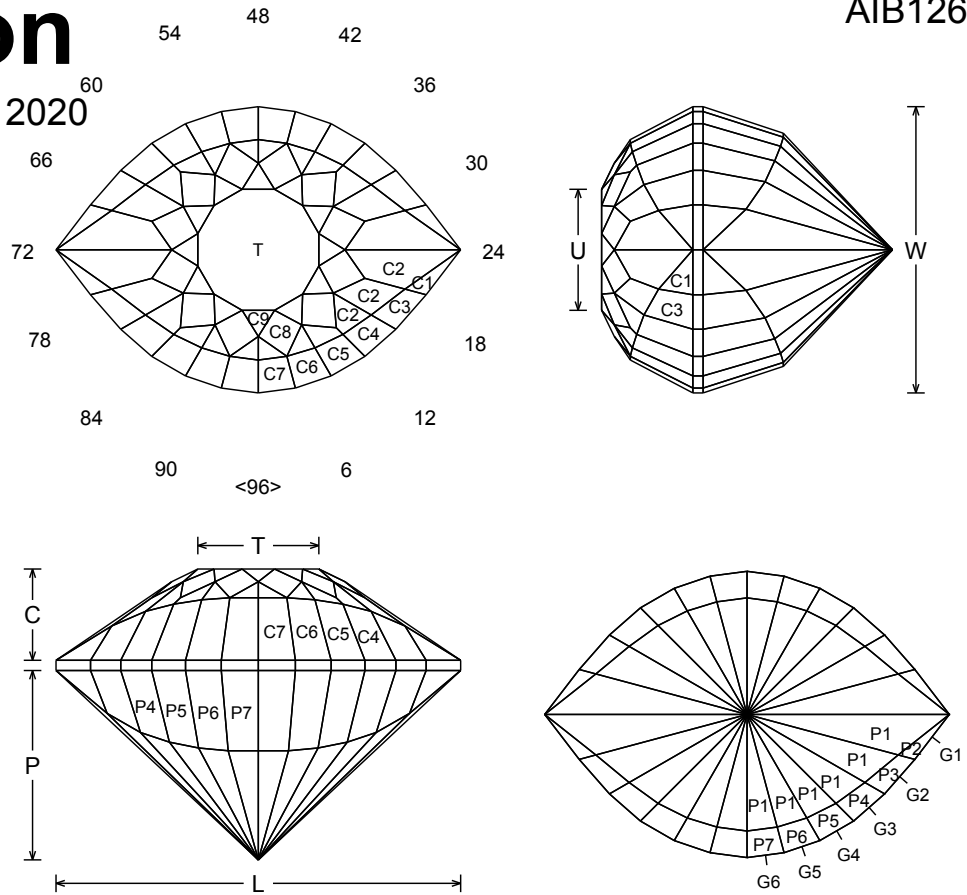 on
2020
AIB126
48
54
42
60
36
66
30
72
24
78
18
84
12
90
6
<96>
T
C2
C1
C2
C3
C2
C4
C9
C8
C5
C6
C7
U
W
C1
C3
T
C
C7
C6
C5
C4
P
P4
P5
P6
P7
L
P1
P2
G1
P1
P3
G2
P1
P4
G3
P1
P1
P1
P5
G4
P6
G5
P7
G6